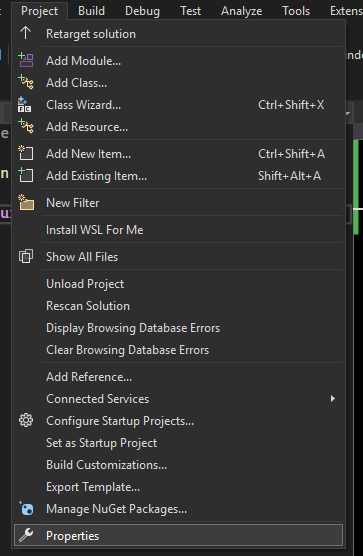 Project Build Debug Test Analyze Tools Extens
Retarget solution
Add Module...
Add Class...
Class Wizard... Ctrl+Shift+X
Add Resource...
Add New Item... Ctrl+Shift+A
Add Existing Item... Shift+Alt+A
New Filter
Install WSL For Me
Show All Files
Unload Project
Rescan Solution
Display Browsing Database Errors
Clear Browsing Database Errors
Add Reference...
Connected Services
Configure Startup Projects...
Set as Startup Project
Build Customizations...
Export Template...
Manage NuGet Packages...
Properties